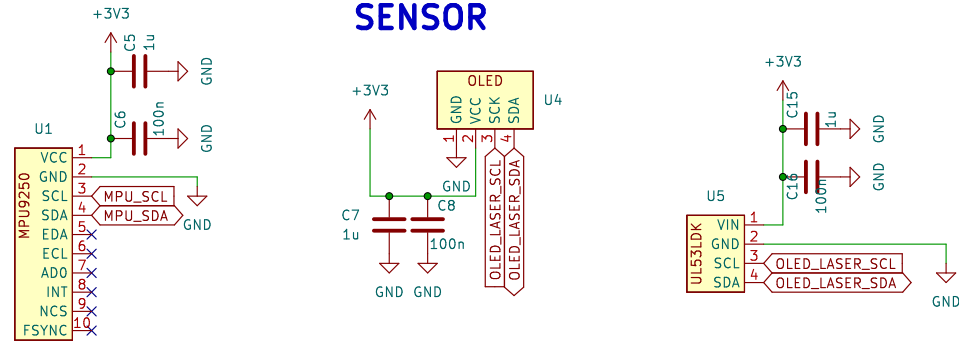 SENSOR
+3V3
C5
1u
GND
C6
100n
GND
U1
MPU9250
VCC 1
GND 2
SCL 3
SDA 4
EDA 5
ECL 6
AD0 7
INT 8
NCS 9
FSYNC 10
MPU_SCL
MPU_SDA
GND
+3V3
OLED
U4
GND 1
VCC 2
SCK 3
SDA 4
GND
OLED_LASER_SCL
OLED_LASER_SDA
C7
1u
C8
100n
GND
GND
+3V3
C15
1u
GND
C16
100n
GND
U5
UL53LDK
VIN 1
GND 2
SCL 3
SDA 4
OLED_LASER_SCL
OLED_LASER_SDA
GND